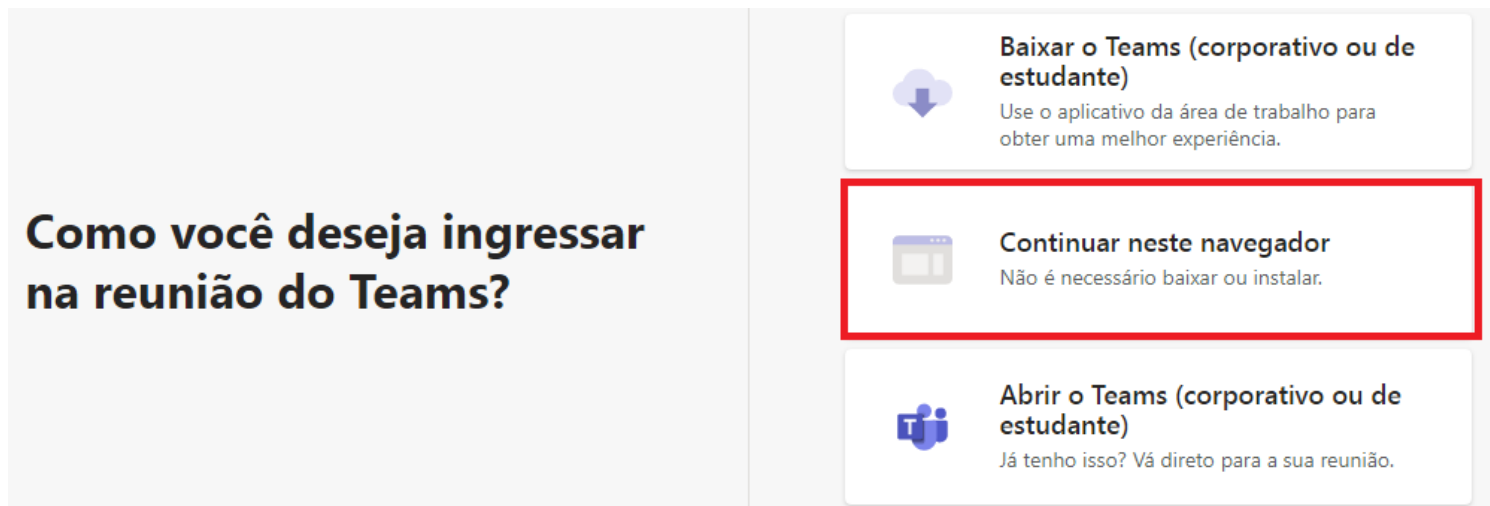 Como você deseja ingressar
na reunião do Teams?
Baixar o Teams (corporativo ou de
estudante)
Use o aplicativo da área de trabalho para
obter uma melhor experiência.
Continuar neste navegador
Não é necessário baixar ou instalar.
T
Abrir o Teams (corporativo ou de
estudante)
Já tenho isso? Vá direto para a sua reunião.